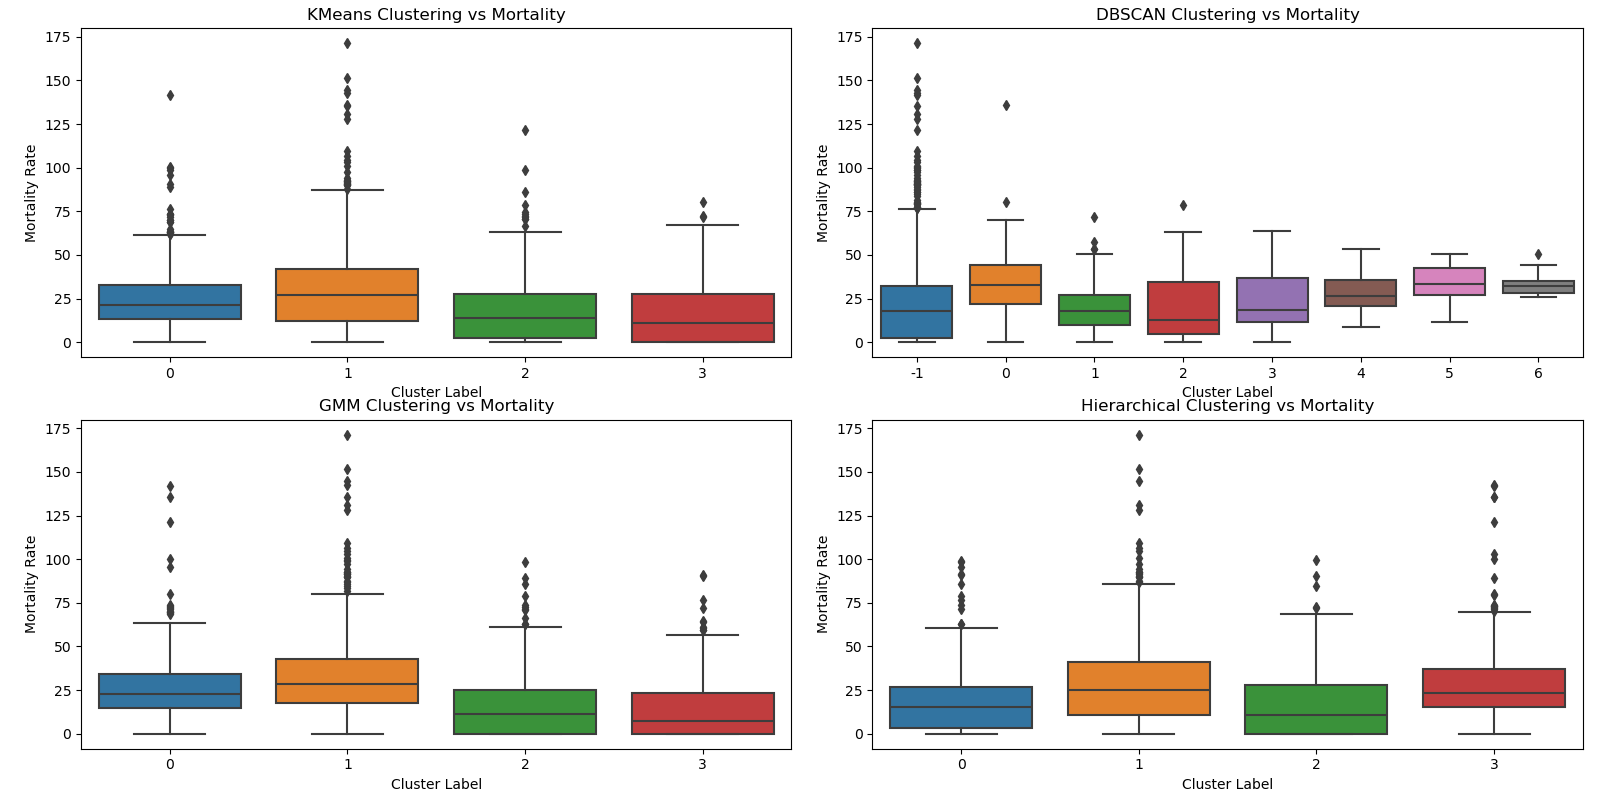 KMeans Clustering vs Mortality
Mortality Rate
175
150
125
100
75
50
25
0
0 1 2 3
Cluster Label
DBSCAN Clustering vs Mortality
Mortality Rate
175
150
125
100
75
50
25
0
-1 0 1 2 3 4 5 6
Cluster Label
GMM Clustering vs Mortality
Mortality Rate
175
150
125
100
75
50
25
0
0 1 2 3
Cluster Label
Hierarchical Clustering vs Mortality
Mortality Rate
175
150
125
100
75
50
25
0
0 1 2 3
Cluster Label